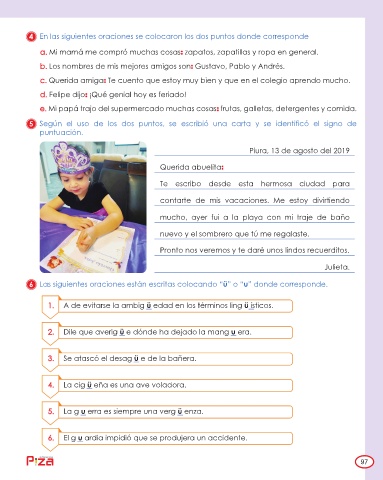 4 En las siguientes oraciones se colocaron los dos puntos donde corresponde
a. Mi mamá me compró muchas cosas: zapatos, zapatillas y ropa en general.
b. Los nombres de mis mejores amigos son: Gustavo, Pablo y Andrés.
c. Querida amiga: Te cuento que estoy muy bien y que en el colegio aprendo mucho.
d. Felipe dijo: ¡Qué genial hoy es feriado!
e. Mi papá trajo del supermercado muchas cosas: frutas, galletas, detergentes y comida.
5 Según el uso de los dos puntos, se escribió una carta y se identificó el signo de
puntuación.
Piura, 13 de agosto del 2019
Querida abuelita:
Te escribo desde esta hermosa ciudad para
contarte de mis vacaciones. Me estoy divirtiendo
mucho, ayer fui a la playa con mi traje de baño
nuevo y el sombrero que tú me regalaste.
Pronto nos veremos y te daré unos lindos recuerditos.
Julieta.
6 Las siguientes oraciones están escritas colocando "ü" o "u" donde corresponde.
1. A de evitarse la ambig ü edad en los términos ling ü ísticos.
2. Dile que averig ü e dónde ha dejado la mang u era.
3. Se atascó el desag ü e de la bañera.
4. La cig ü eña es una ave voladora.
5. La g u erra es siempre una verg ü enza.
6. El g u ardia impidió que se produjera un accidente.
Pizza
97